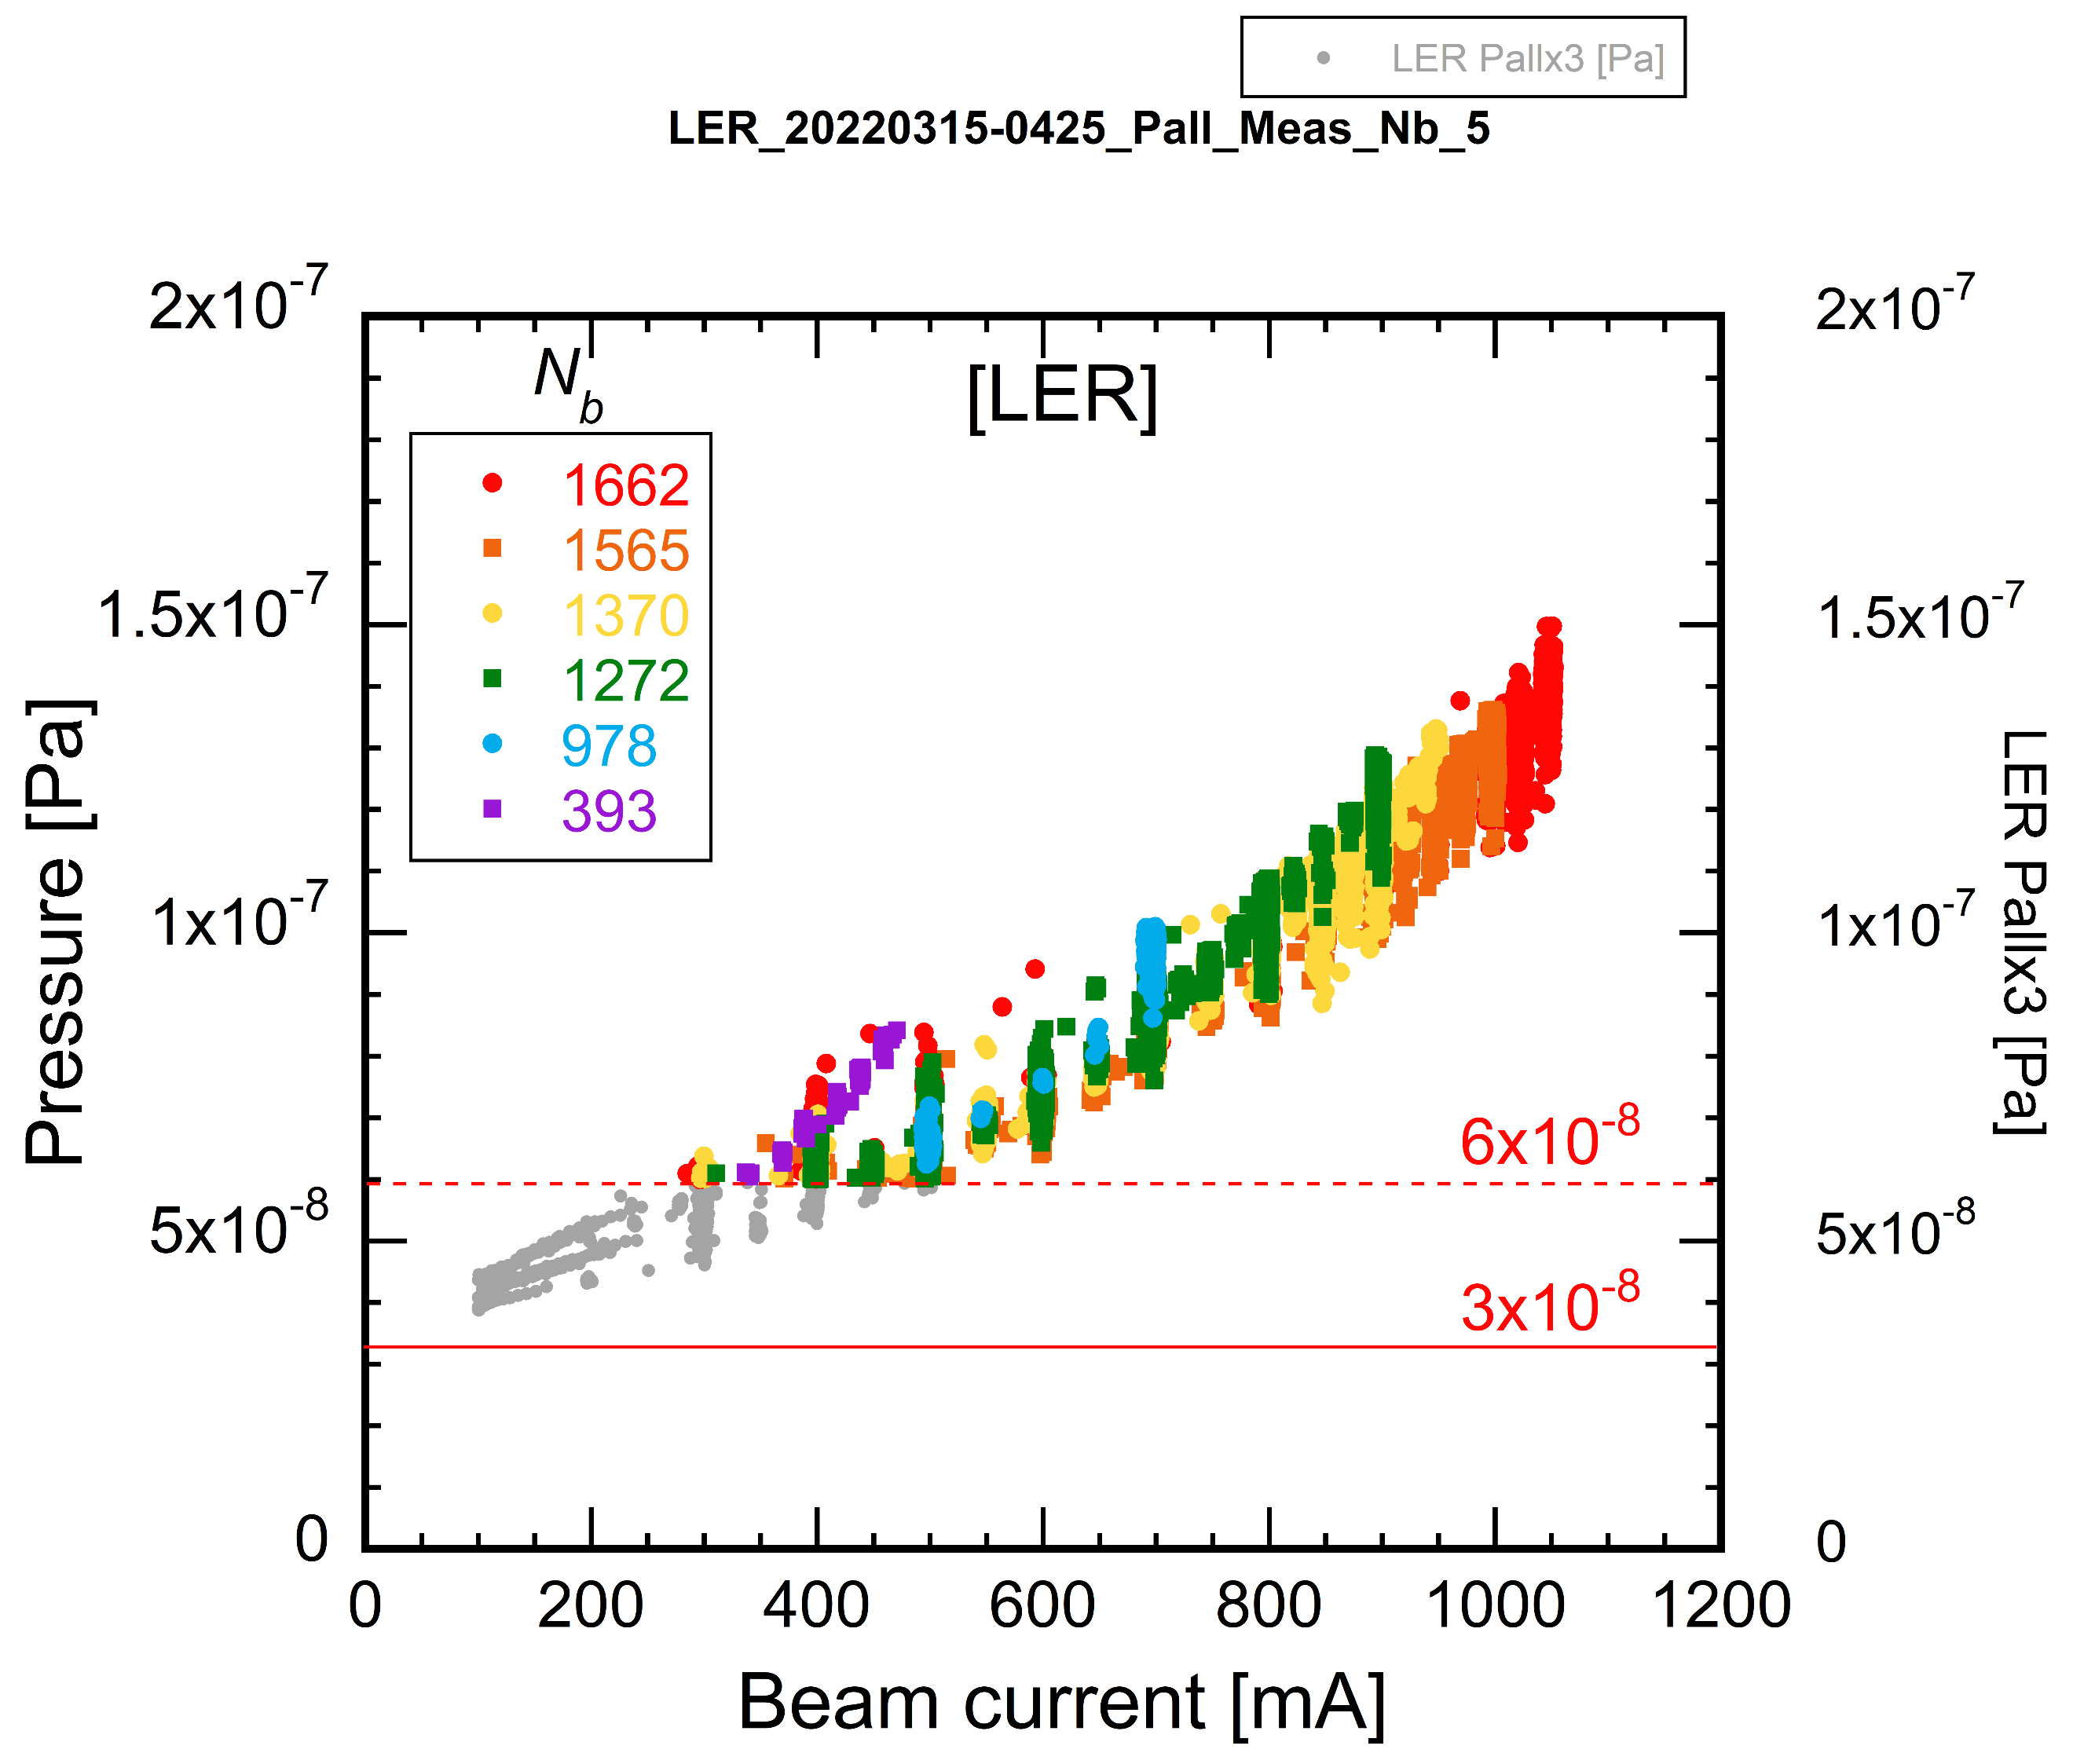 LER Pallx3 [Pa]
LER_20220315-0425_Pall_Meas_Nb_5
2x10-7
2x10-7
Nb
[LER]
1662
1565
1370
1272
978
393
1.5x10-7
1.5x10-7
1x10-7
1x10-7
6x10-8
5x10-8
5x10-8
3x10-8
0
0
Pressure [Pa]
LER Pallx3 [Pa]
0 200 400 600 800 1000 1200
Beam current [mA]